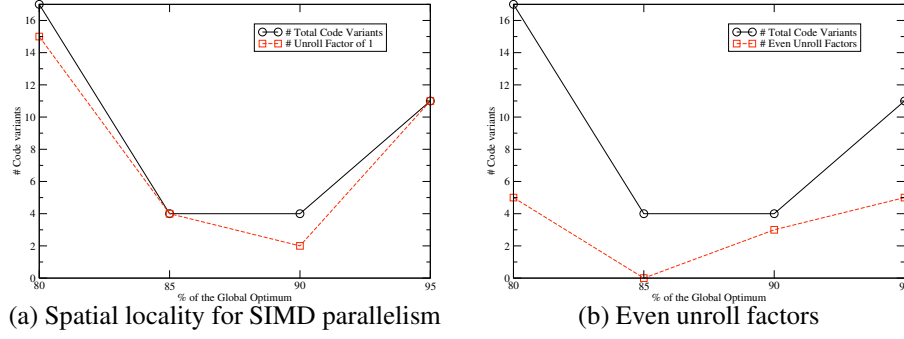 16
14
12
10
8
6
4
2
0
# Code variants
# Total Code Variants
# Unroll Factor of 1
80
85
90
95
% of the Global Optimum
(a) Spatial locality for SIMD parallelism
16
14
12
10
8
6
4
2
0
# Code variants
# Total Code Variants
# Even Unroll Factors
80
85
90
% of the Global Optimum
(b) Even unroll factors